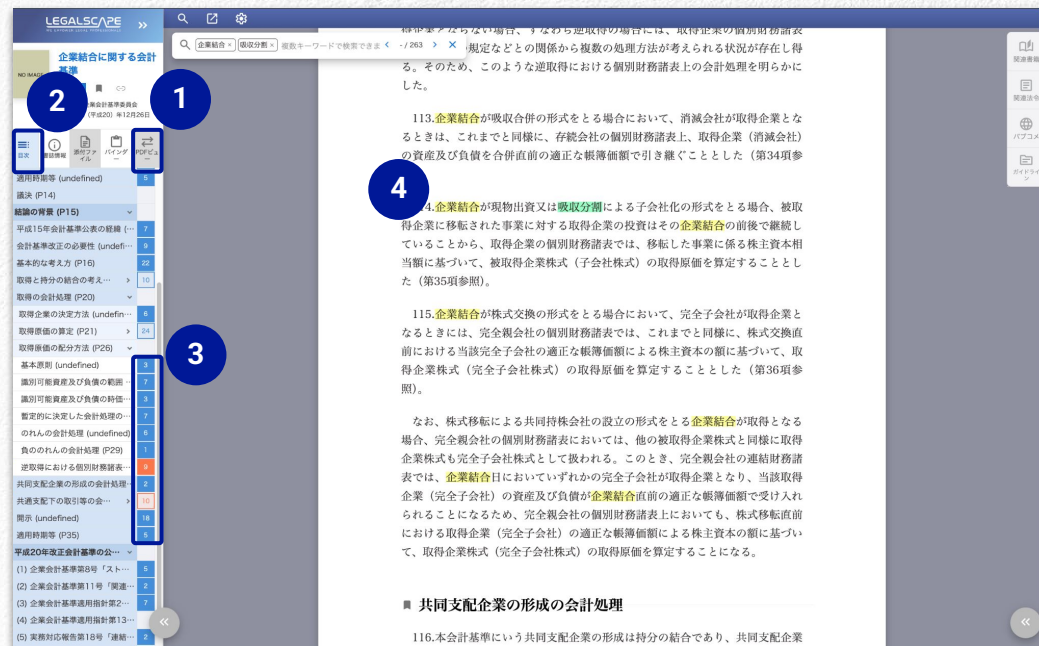 LEGALSCAPE
WE EMPOWER LEGAL PROFESSIONALS
»
NO IMAGE
企業結合に関する会計
基準
業会計基準委員会
(平成20) 年12月26日
1
2
目次
書誌情報
添付ファイル
バインダー
PDFビュー
適用時期等 (undefined) 5
議決 (P14)
結論の背景 (P15)
平成15年会計基準公表の経緯 (… 7
会計基準改正の必要性 (undefi… 9
基本的な考え方 (P16) 22
取得と持分の結合の考え… > 10
取得の会計処理 (P20)
取得企業の決定方法 (undefin… 6
取得原価の算定 (P21) > 24
取得原価の配分方法 (P26)
3
基本原則 (undefined) 3
識別可能資産及び負債の範囲 … 7
識別可能資産及び負債の時価… 3
暫定的に決定した会計処理の… 7
のれんの会計処理 (undefined) 6
負ののれんの会計処理 (P29) 1
逆取得における個別財務諸表… 9
共同支配企業の形成の会計処理… 2
共通支配下の取引等の会… > 10
開示 (undefined) 18
適用時期等 (P35) 5
平成20年改正会計基準の公…
(1) 企業会計基準第8号「スト… 5
(2) 企業会計基準第11号「関連… 2
(3) 企業会計基準適用指針第2… 7
(4) 企業会計基準適用指針第13…
(5) 実務対応報告第18号「連結… 2
«
企業結合 × 吸収分割 × 複数キーワードで検索できま < - / 263 > ×
規定などとの関係から複数の処理方法が考えられる状況が存在し得
る。そのため、このような逆取得における個別財務諸表上の会計処理を明らかに
した。
113.企業結合が吸収合併の形式をとる場合において、消滅会社が取得企業とな
るときは、これまでと同様に、存続会社の個別財務諸表上、取得企業（消滅会社）
の資産及び負債を合併直前の適正な帳簿価額で引き継ぐこととした（第34項参
4
4.企業結合が現物出資又は吸収分割による子会社化の形式をとる場合、被取
得企業に移転された事業に対する取得企業の投資はその企業結合の前後で継続し
ていることから、取得企業の個別財務諸表では、移転した事業に係る株主資本相
当額に基づいて、被取得企業株式（子会社株式）の取得原価を算定することとし
た（第35項参照）。
115.企業結合が株式交換の形式をとる場合において、完全子会社が取得企業と
なるときには、完全親会社の個別財務諸表では、これまでと同様に、株式交換直
前における当該完全子会社の適正な帳簿価額による株主資本の額に基づいて、取
得企業株式（完全子会社株式）の取得原価を算定することとした（第36項参
照）。
なお、株式移転による共同持株会社の設立の形式をとる企業結合が取得となる
場合、完全親会社の個別財務諸表においては、他の被取得企業株式と同様に取得
企業株式も完全子会社株式として扱われる。このとき、完全親会社の連結財務諸
表では、企業結合日においていずれかの完全子会社が取得企業となり、当該取得
企業（完全子会社）の資産及び負債が企業結合直前の適正な帳簿価額で受け入れ
られることになるため、完全親会社の個別財務諸表上においても、株式移転直前
における取得企業（完全子会社）の適正な帳簿価額による株主資本の額に基づい
て、取得企業株式（完全子会社株式）の取得原価を算定することになる。
共同支配企業の形成の会計処理
116.本会計基準にいう共同支配企業の形成は持分の結合であり、共同支配企業
関連書籍
関連法令
パブコメ
ガイドライン
«